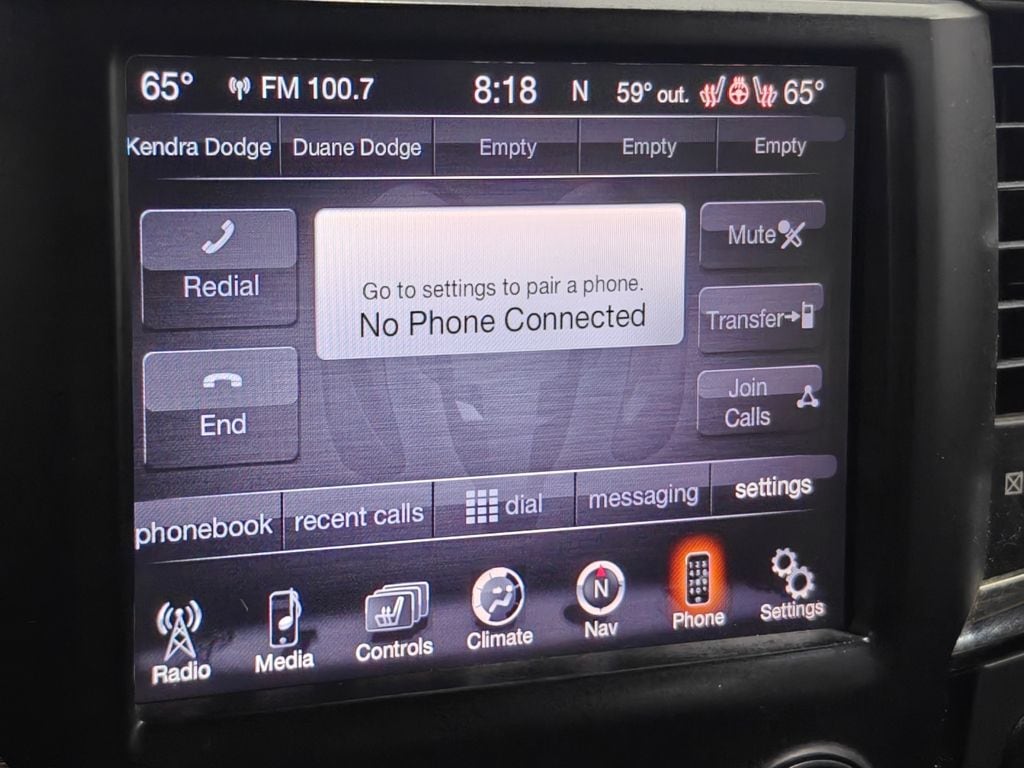 65° FM 100.7 8:18 N 59° out. 65°
Kendra Dodge Duane Dodge Empty Empty Empty
Redial
End
Go to settings to pair a phone.
No Phone Connected
Mute
Transfer
Join
Calls
phonebook recent calls dial messaging settings
Radio Media Controls Climate N Nav Phone Settings